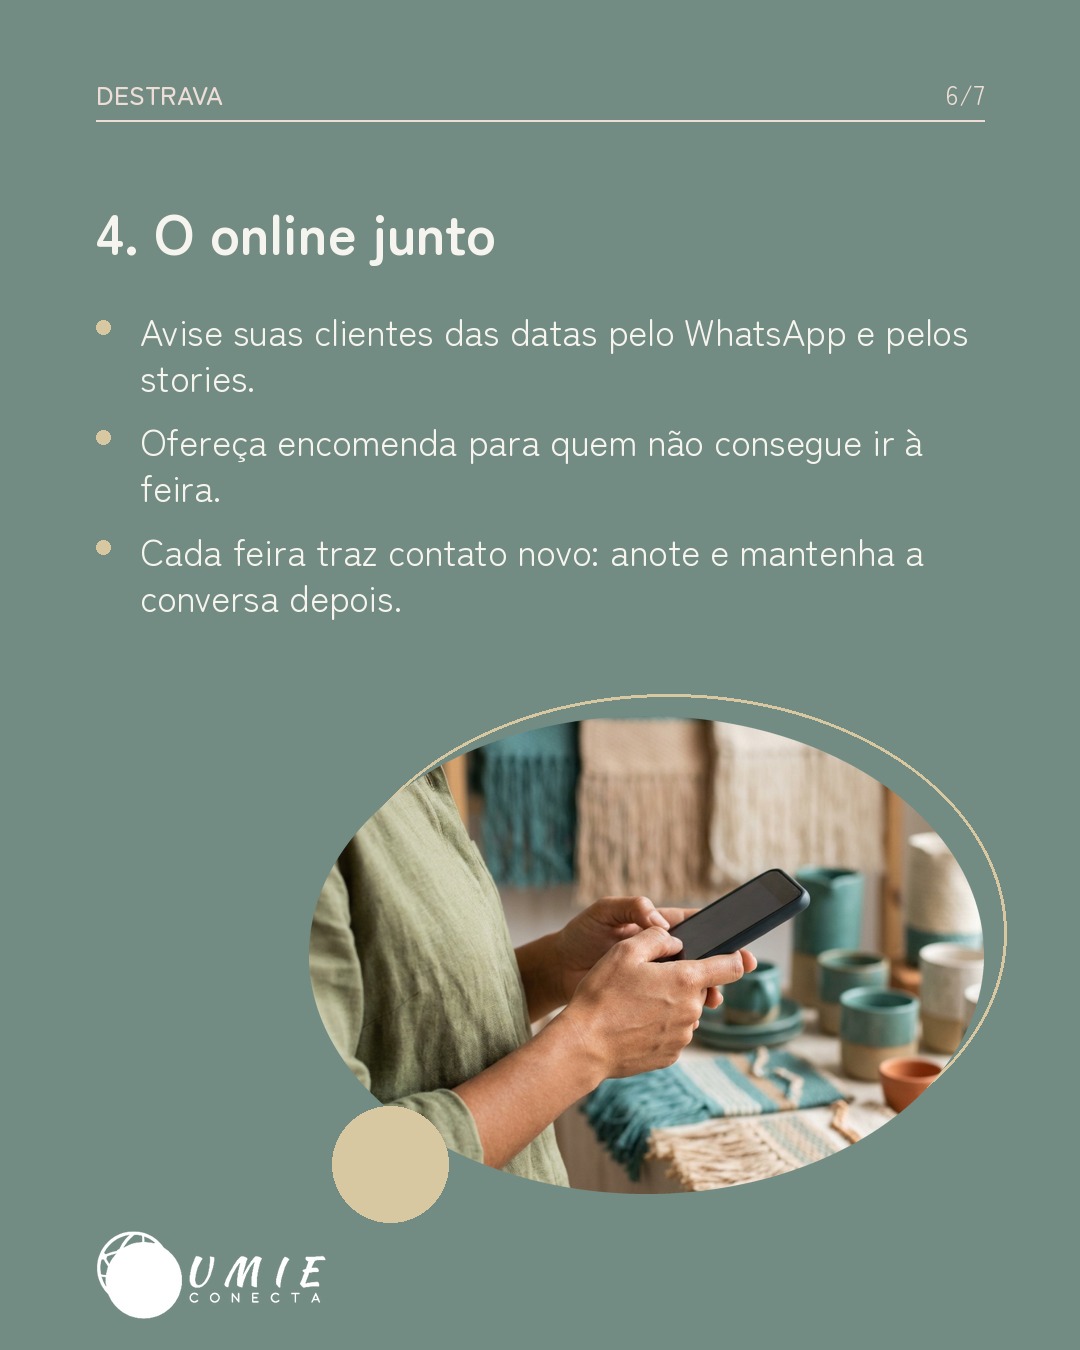 DESTRAVA
6/7
4. O online junto
Avise suas clientes das datas pelo WhatsApp e pelos
stories.
Ofereça encomenda para quem não consegue ir à
feira.
Cada feira traz contato novo: anote e mantenha a
conversa depois.
UMIE
CONECTA